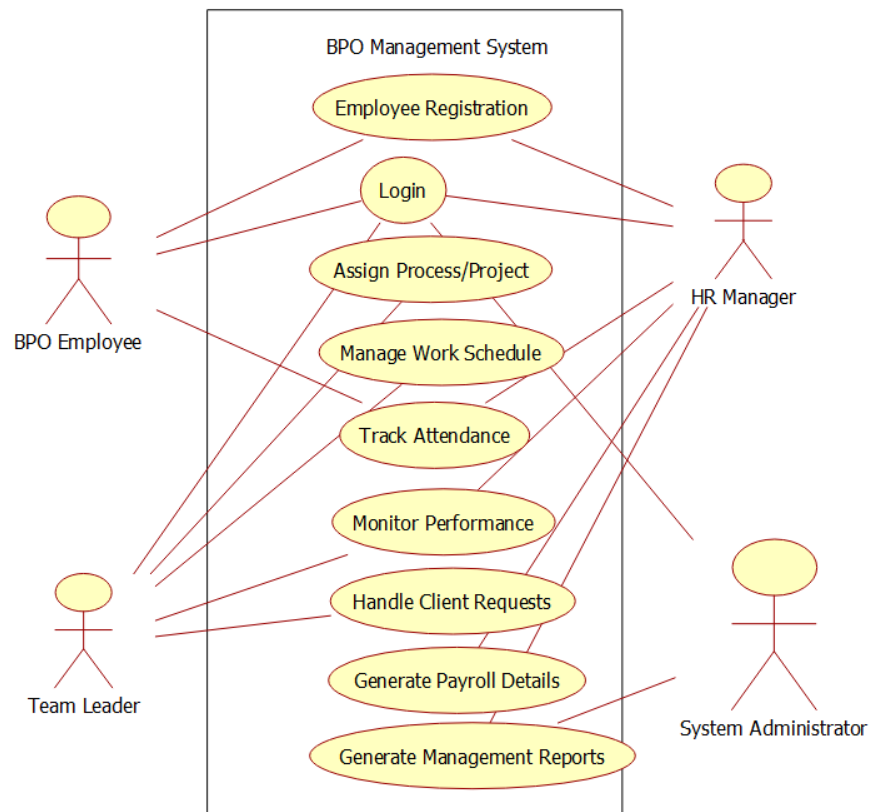 BPO Management System
Employee Registration
Login
Assign Process/Project
HR Manager
BPO Employee
Manage Work Schedule
Track Attendance
Monitor Performance
Handle Client Requests
Generate Payroll Details
Team Leader
System Administrator
Generate Management Reports